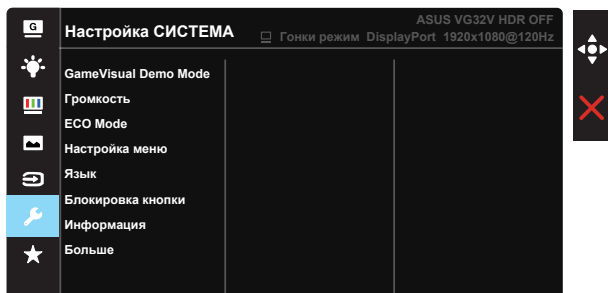 G
Настройка СИСТЕМА
ASUS VG32V HDR OFF
Гонки режим DisplayPort 1920x1080@120Hz
GameVisual Demo Mode
Громкость
ECO Mode
Настройка меню
Язык
Блокировка кнопки
Информация
Больше